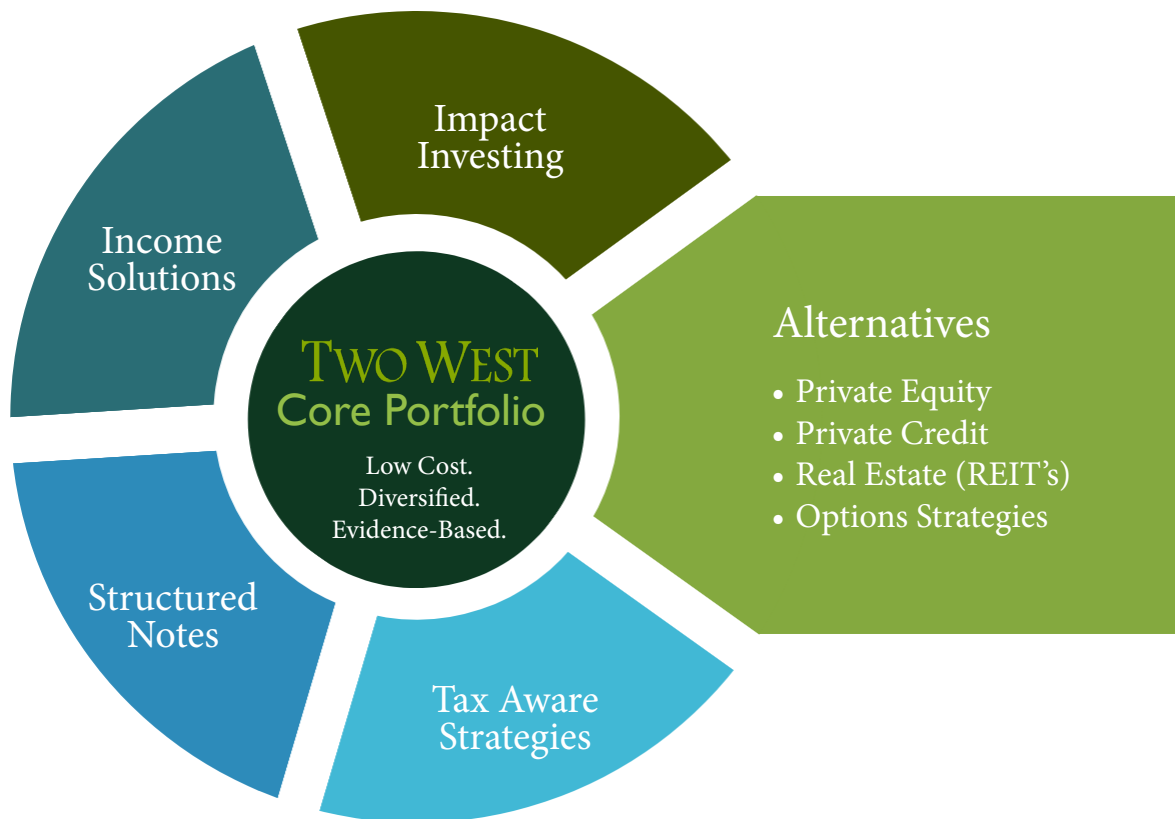 Impact
Investing
Income
Solutions
Alternatives
• Private Equity
• Private Credit
• Real Estate (REIT’s)
• Options Strategies
TWO WEST
Core Portfolio
Low Cost.
Diversified.
Evidence-Based.
Structured
Notes
Tax Aware
Strategies